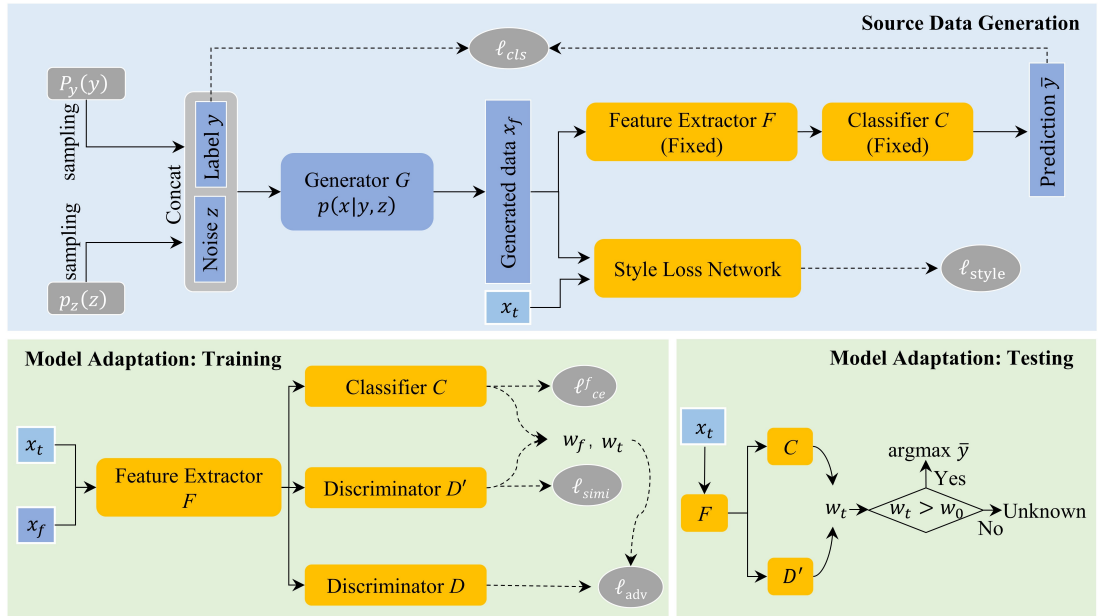 Source Data Generation
ℓ_cls
P_y(y)
sampling
Label y
Concat
Noise z
sampling
p_z(z)
Generator G
p(x|y, z)
Generated data x_f
x_t
Feature Extractor F
(Fixed)
Classifier C
(Fixed)
Prediction ȳ
Style Loss Network
ℓ_style
Model Adaptation: Training
x_t
x_f
Feature Extractor
F
Classifier C
Discriminator D′
Discriminator D
ℓ^f_ce
w_f, w_t
ℓ_simi
ℓ_adv
Model Adaptation: Testing
x_t
F
C
D′
w_t
argmax ȳ
Yes
w_t > w_0
No
Unknown